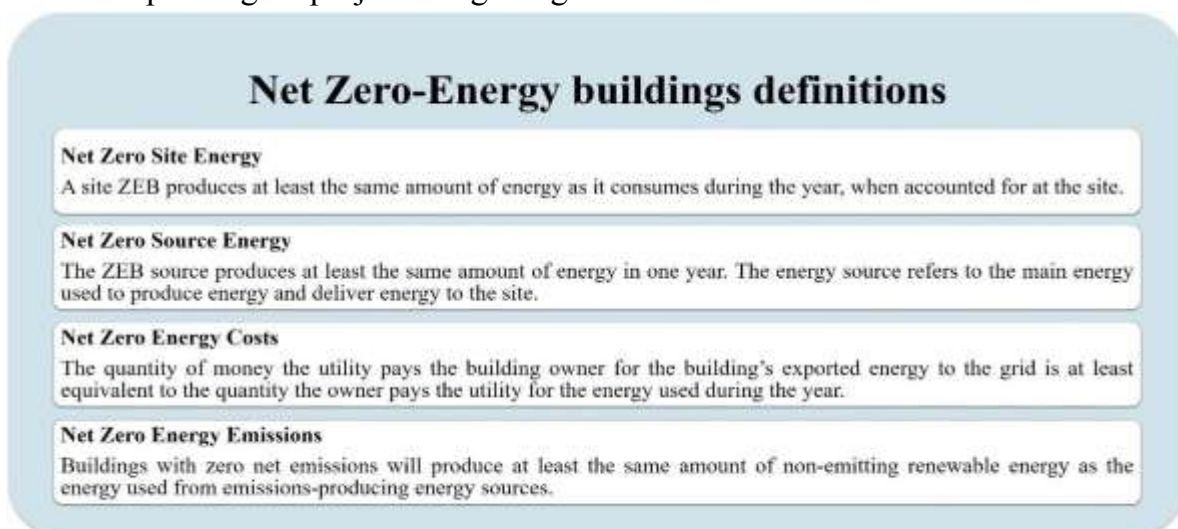 Net Zero-Energy buildings definitions
Net Zero Site Energy
A site ZEB produces at least the same amount of energy as it consumes during the year, when accounted for at the site.
Net Zero Source Energy
The ZEB source produces at least the same amount of energy in one year. The energy source refers to the main energy
used to produce energy and deliver energy to the site.
Net Zero Energy Costs
The quantity of money the utility pays the building owner for the building's exported energy to the grid is at least
equivalent to the quantity the owner pays the utility for the energy used during the year.
Net Zero Energy Emissions
Buildings with zero net emissions will produce at least the same amount of non-emitting renewable energy as the
energy used from emissions-producing energy sources.